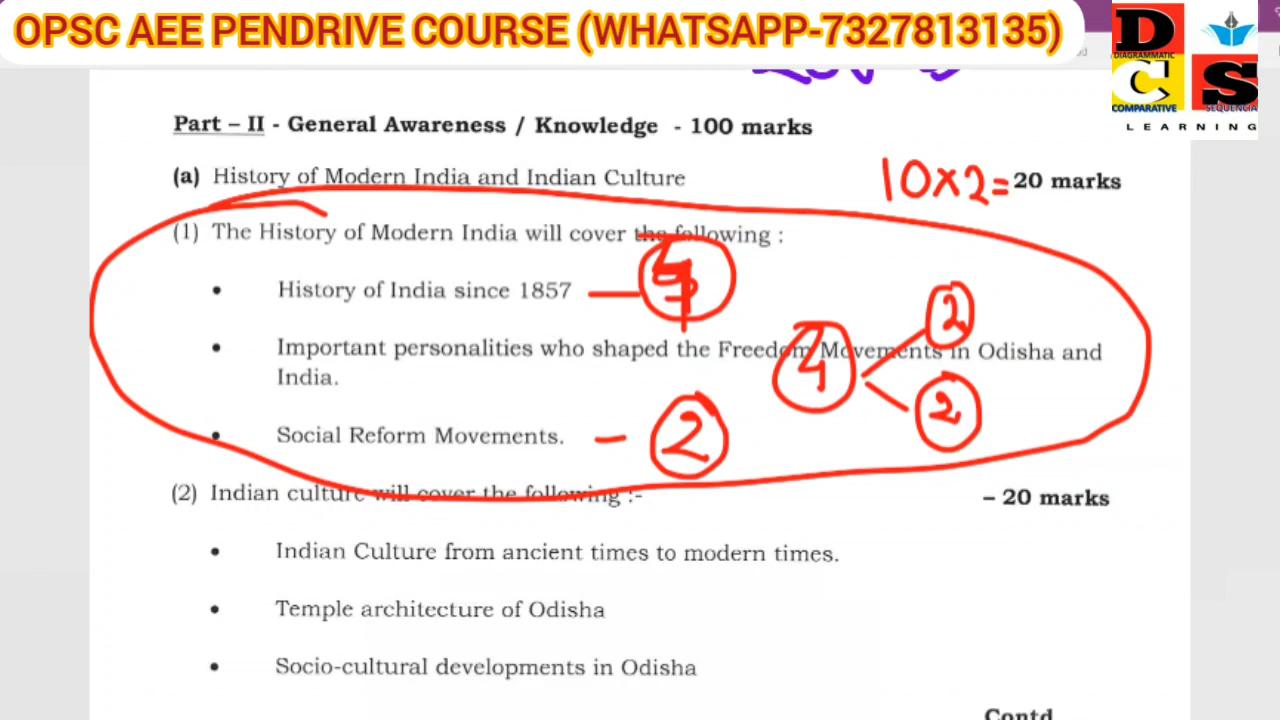 OPSC AEE PENDRIVE COURSE (WHATSAPP-7327813135)
D
DIAGRAMMATIC
C S
COMPARATIVE SEQUENCIA
LEARNING
Part – II - General Awareness / Knowledge - 100 marks
(a) History of Modern India and Indian Culture 10×2= 20 marks
(1) The History of Modern India will cover the following :
• History of India since 1857 —
• Important personalities who shaped the Freedom Movements in Odisha and 4 2
India. 2
• Social Reform Movements. – 2
(2) Indian culture will cover the following :- – 20 marks
• Indian Culture from ancient times to modern times.
• Temple architecture of Odisha
• Socio-cultural developments in Odisha
Contd